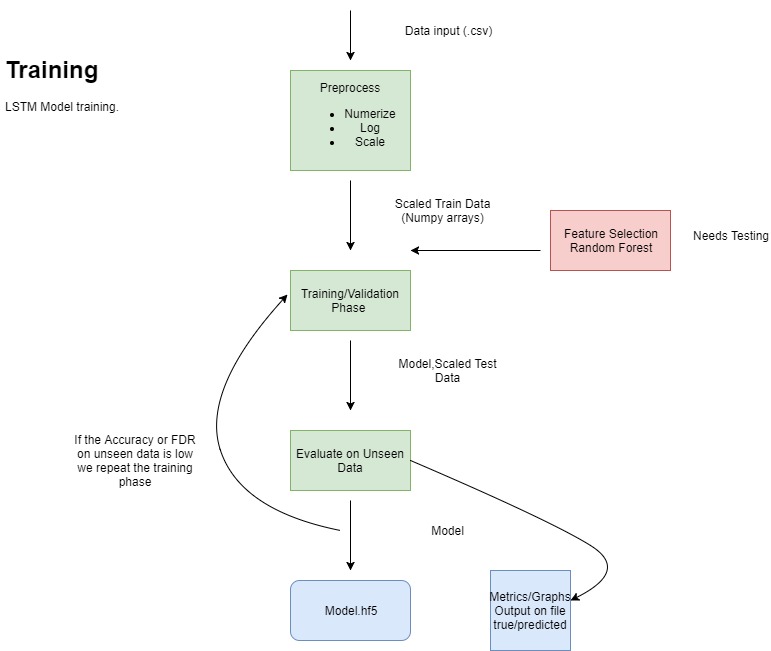 Data input (.csv)
Training
LSTM Model training.
Preprocess
Numerize
Log
Scale
Scaled Train Data
(Numpy arrays)
Feature Selection
Random Forest
Needs Testing
Training/Validation
Phase
Model,Scaled Test
Data
If the Accuracy or FDR
on unseen data is low
we repeat the training
phase
Evaluate on Unseen
Data
Model
Model.hf5
Metrics/Graphs
Output on file
true/predicted